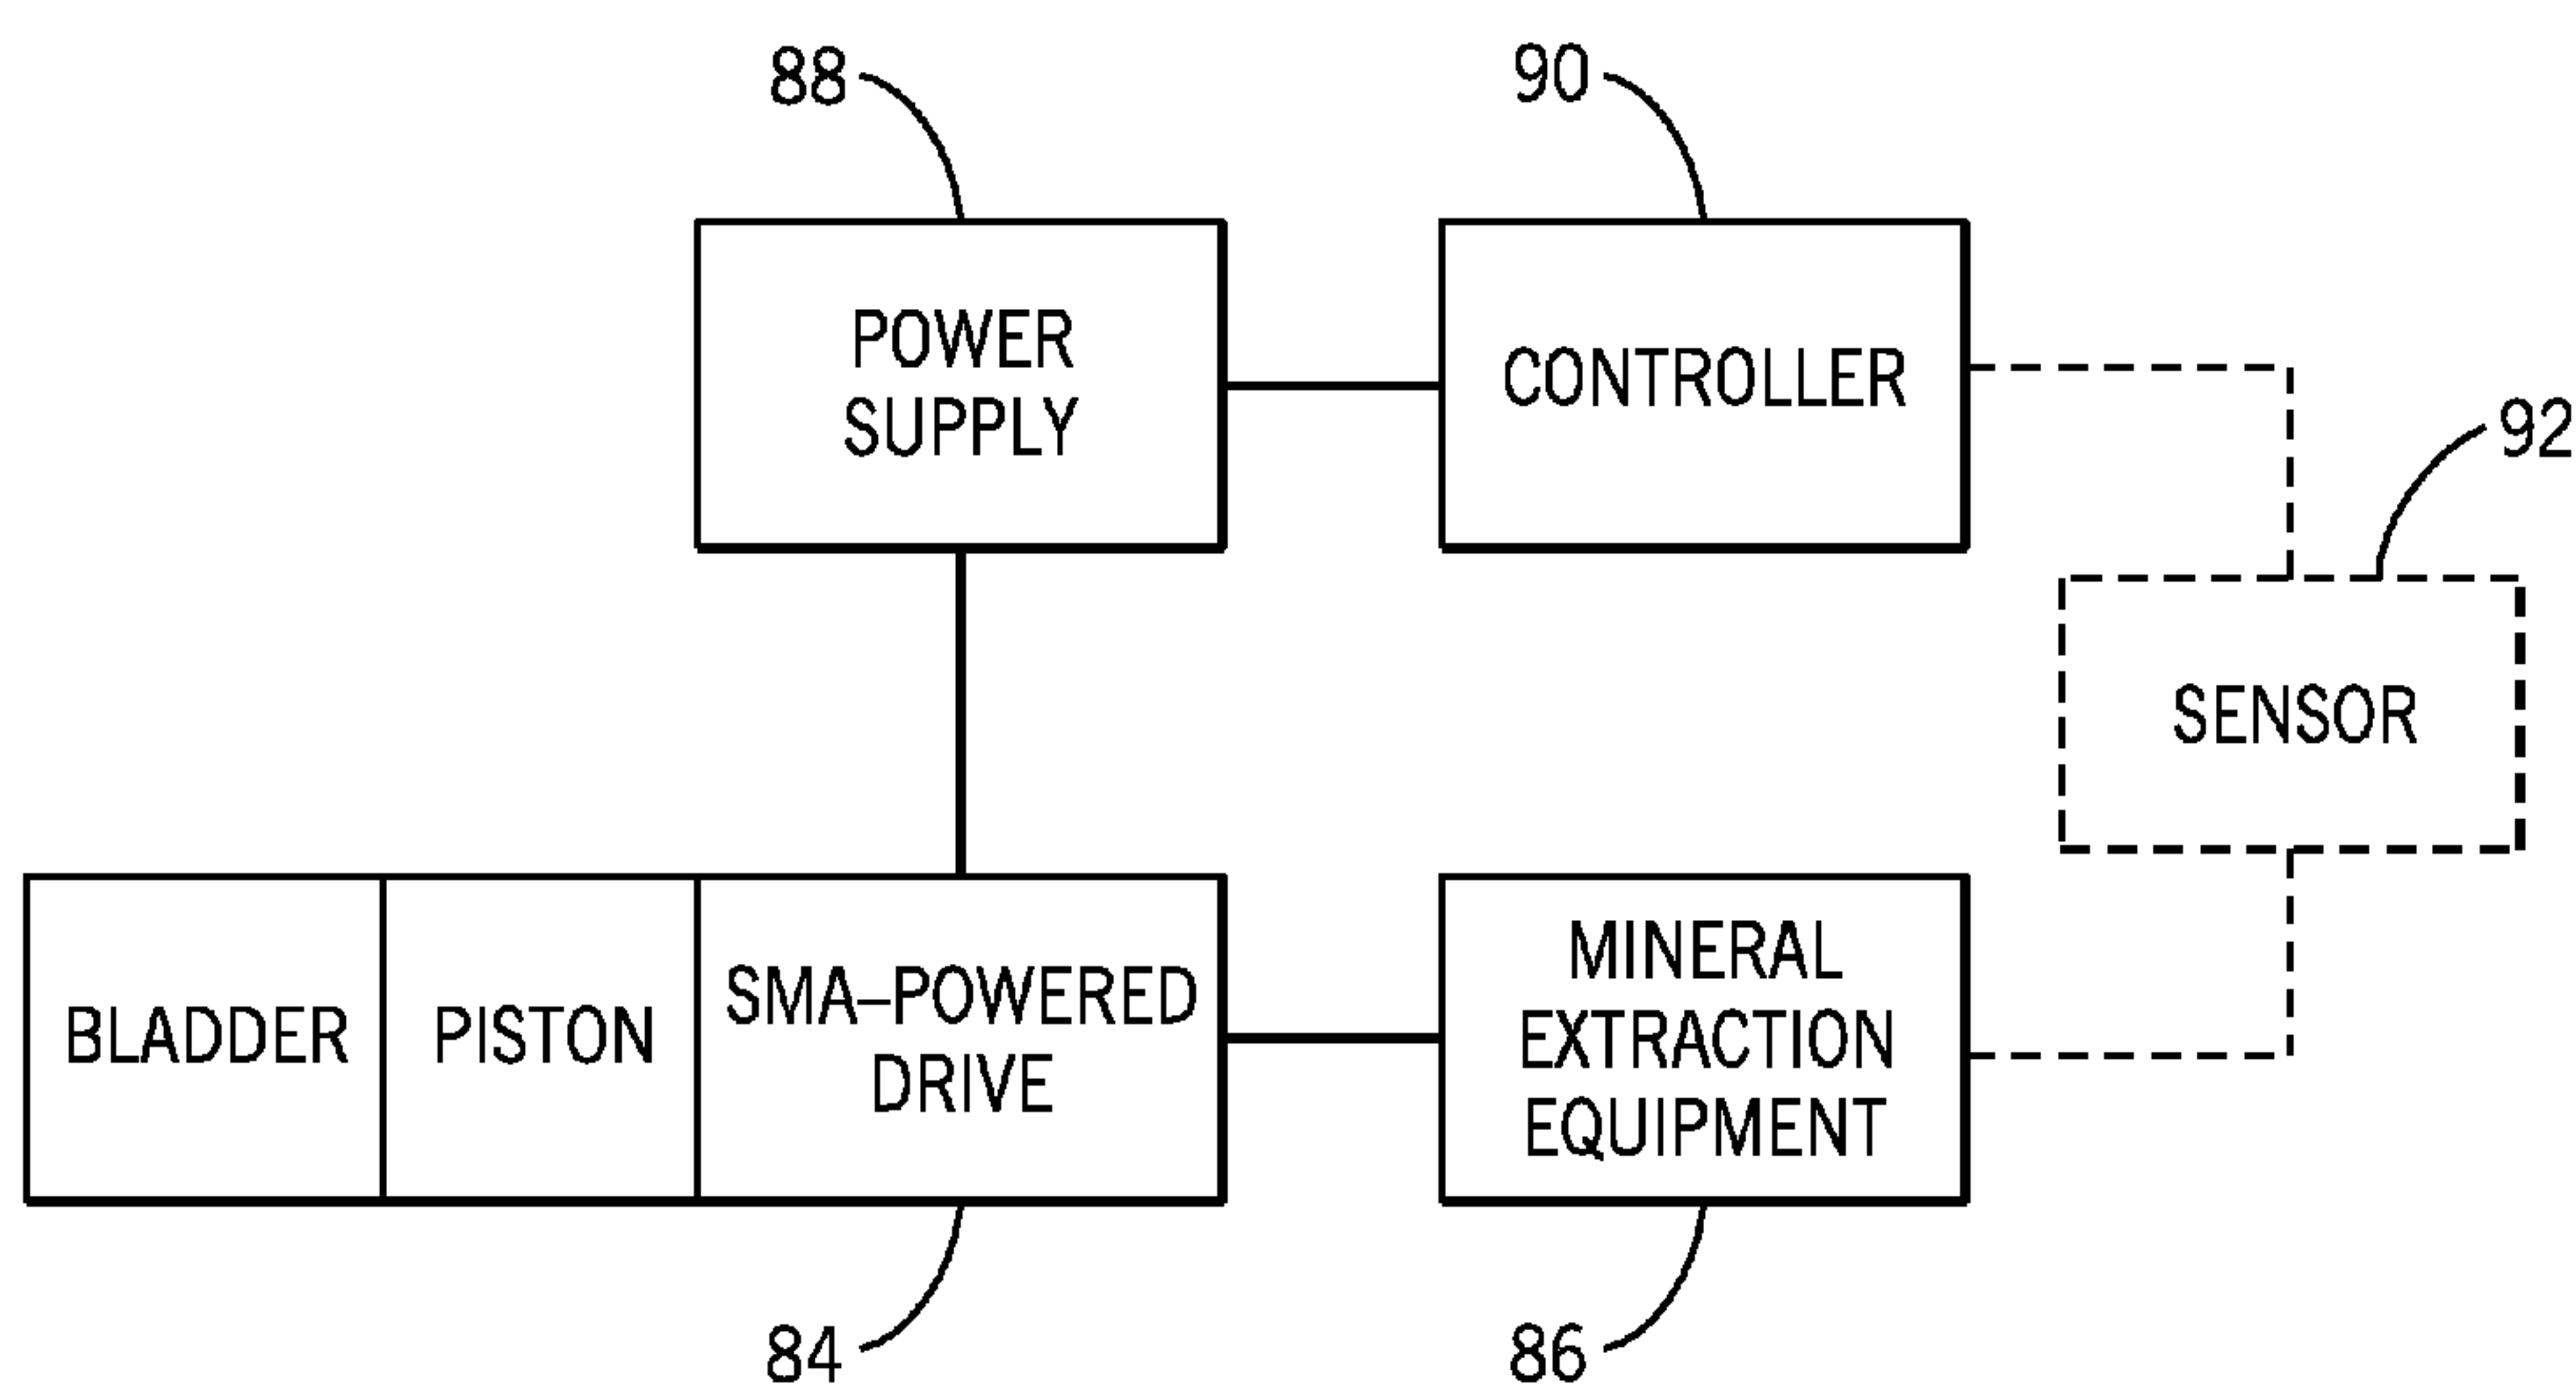 88
90
POWER
SUPPLY
CONTROLLER
92
SENSOR
BLADDER
PISTON
SMA–POWERED
DRIVE
MINERAL
EXTRACTION
EQUIPMENT
84
86